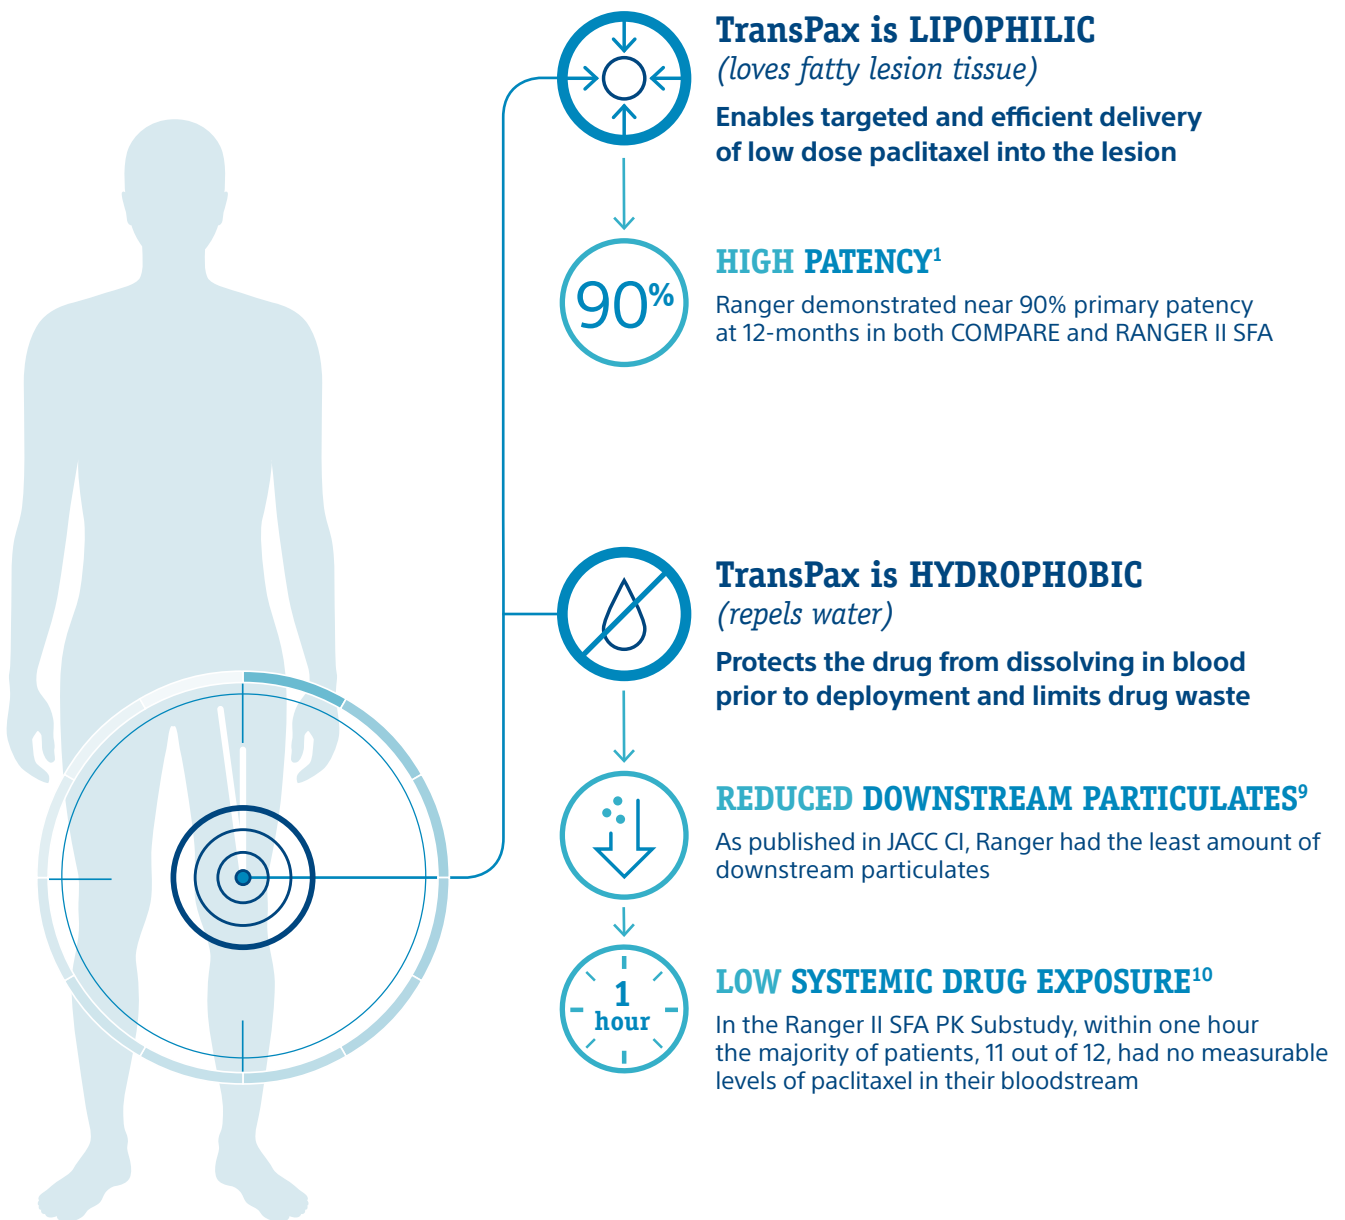 TransPax is LIPOPHILIC
(loves fatty lesion tissue)
Enables targeted and efficient delivery
of low dose paclitaxel into the lesion
90%
HIGH PATENCY1
Ranger demonstrated near 90% primary patency
at 12-months in both COMPARE and RANGER II SFA
TransPax is HYDROPHOBIC
(repels water)
Protects the drug from dissolving in blood
prior to deployment and limits drug waste
REDUCED DOWNSTREAM PARTICULATES9
As published in JACC CI, Ranger had the least amount of
downstream particulates
1
hour
LOW SYSTEMIC DRUG EXPOSURE10
In the Ranger II SFA PK Substudy, within one hour
the majority of patients, 11 out of 12, had no measurable
levels of paclitaxel in their bloodstream